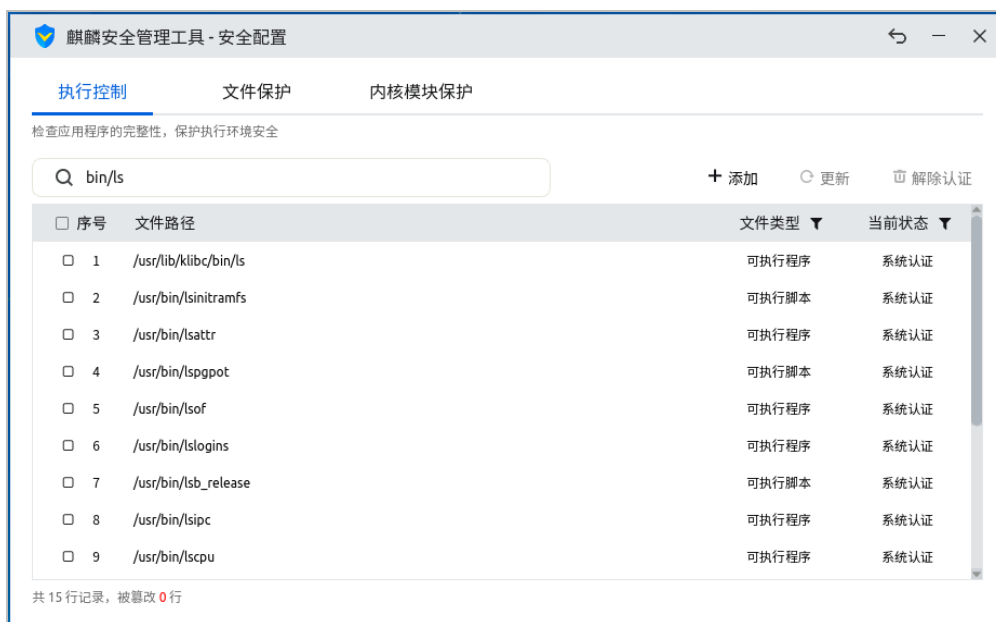 麒麟安全管理工具 - 安全配置
执行控制 文件保护 内核模块保护
检查应用程序的完整性，保护执行环境安全
bin/ls 添加 更新 解除认证
序号 文件路径 文件类型 当前状态
1 /usr/lib/klibc/bin/ls 可执行程序 系统认证
2 /usr/bin/lsinitramfs 可执行脚本 系统认证
3 /usr/bin/lsattr 可执行程序 系统认证
4 /usr/bin/lspgpot 可执行脚本 系统认证
5 /usr/bin/lsof 可执行程序 系统认证
6 /usr/bin/lslogins 可执行程序 系统认证
7 /usr/bin/lsb_release 可执行脚本 系统认证
8 /usr/bin/lsipc 可执行程序 系统认证
9 /usr/bin/lscpu 可执行程序 系统认证
共 15 行记录，被篡改 0 行